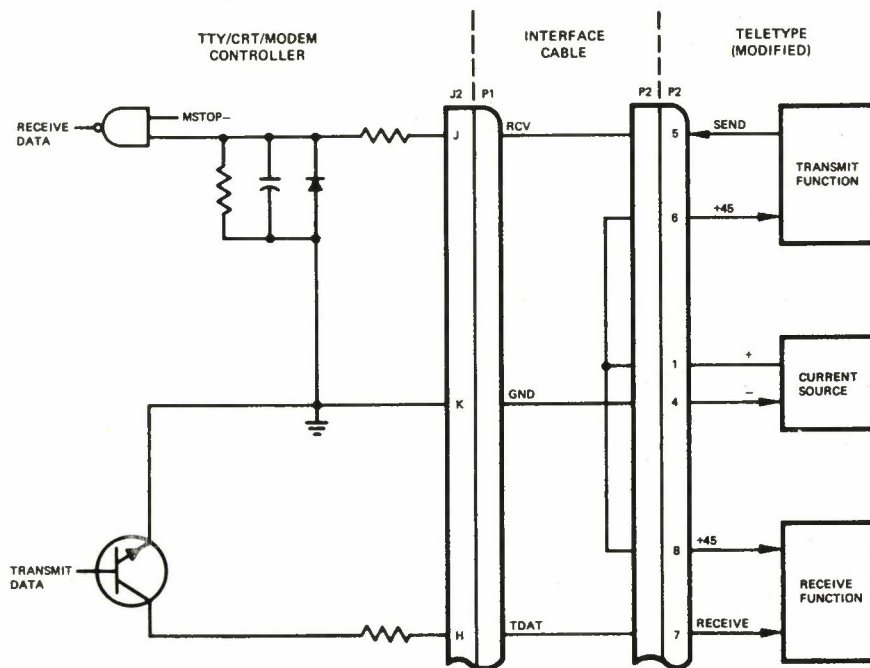 TTY/CRT/MODEM
CONTROLLER
INTERFACE
CABLE
TELETYPE
(MODIFIED)
J2 P1
P2 P2
RECEIVE
DATA
MSTOP–
J
RCV
5
SEND
TRANSMIT
FUNCTION
6
+45
1
+
CURRENT
SOURCE
K
GND
4
–
TRANSMIT
DATA
8
+45
RECEIVE
FUNCTION
H
TDAT
7
RECEIVE